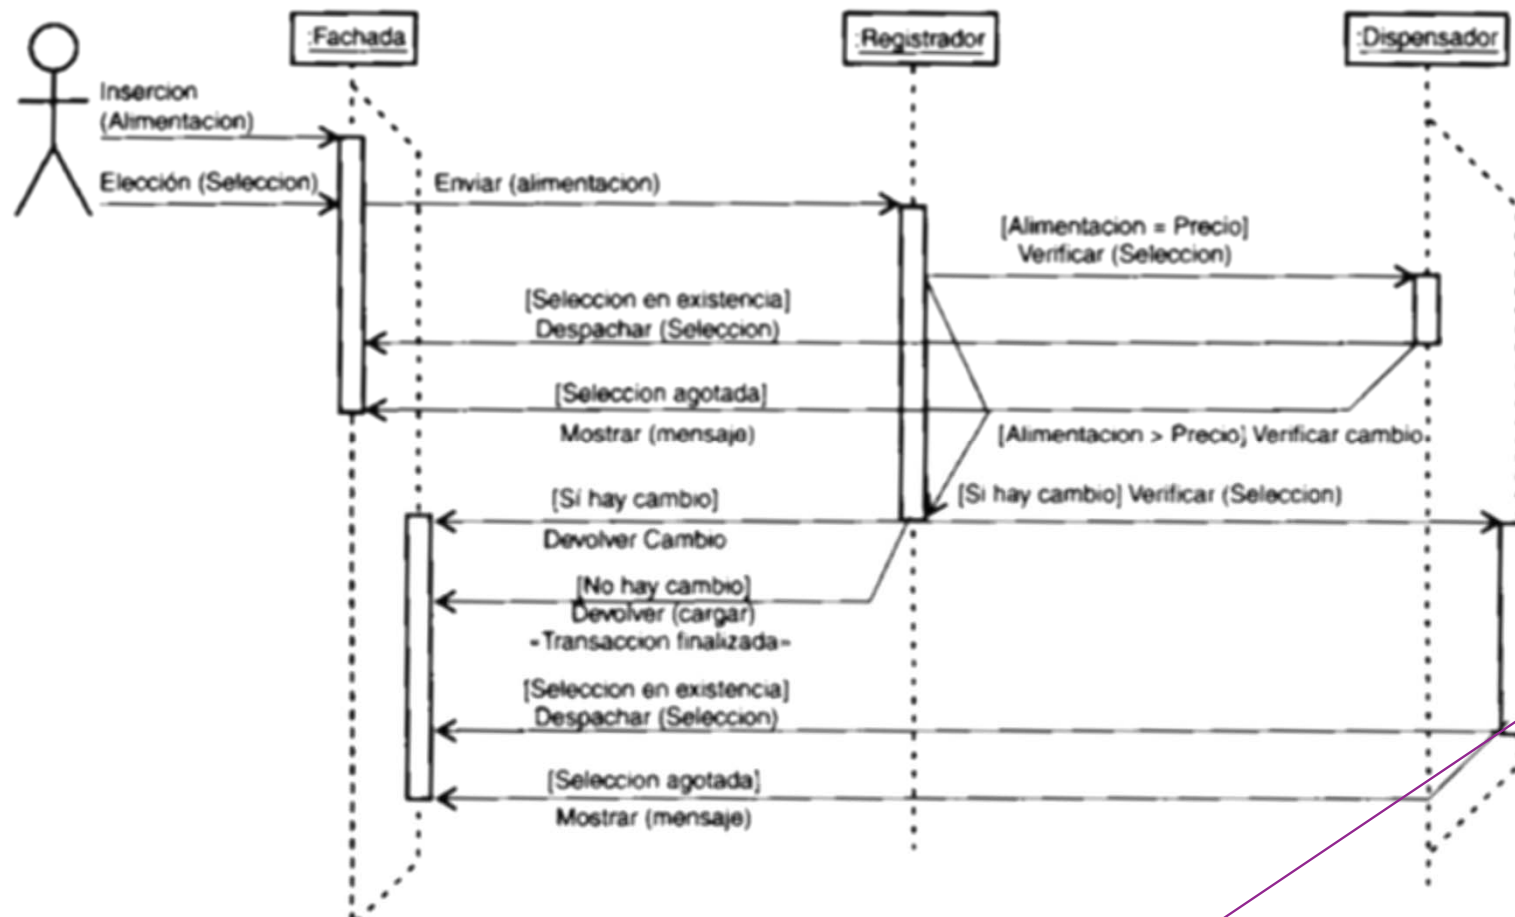 :Fachada
:Registrador
:Dispensador
Insercion
(Alimentacion)
Elección (Seleccion)
Enviar (alimentacion)
[Alimentacion = Precio]
Verificar (Seleccion)
[Seleccion en existencia]
Despachar (Seleccion)
[Seleccion agotada]
Mostrar (mensaje)
[Alimentacion > Precio] Verificar cambio
[Sí hay cambio]
Devolver Cambio
[Si hay cambio] Verificar (Seleccion)
[No hay cambio]
Devolver (cargar)
«Transaccion finalizada»
[Seleccion en existencia]
Despachar (Seleccion)
[Seleccion agotada]
Mostrar (mensaje)